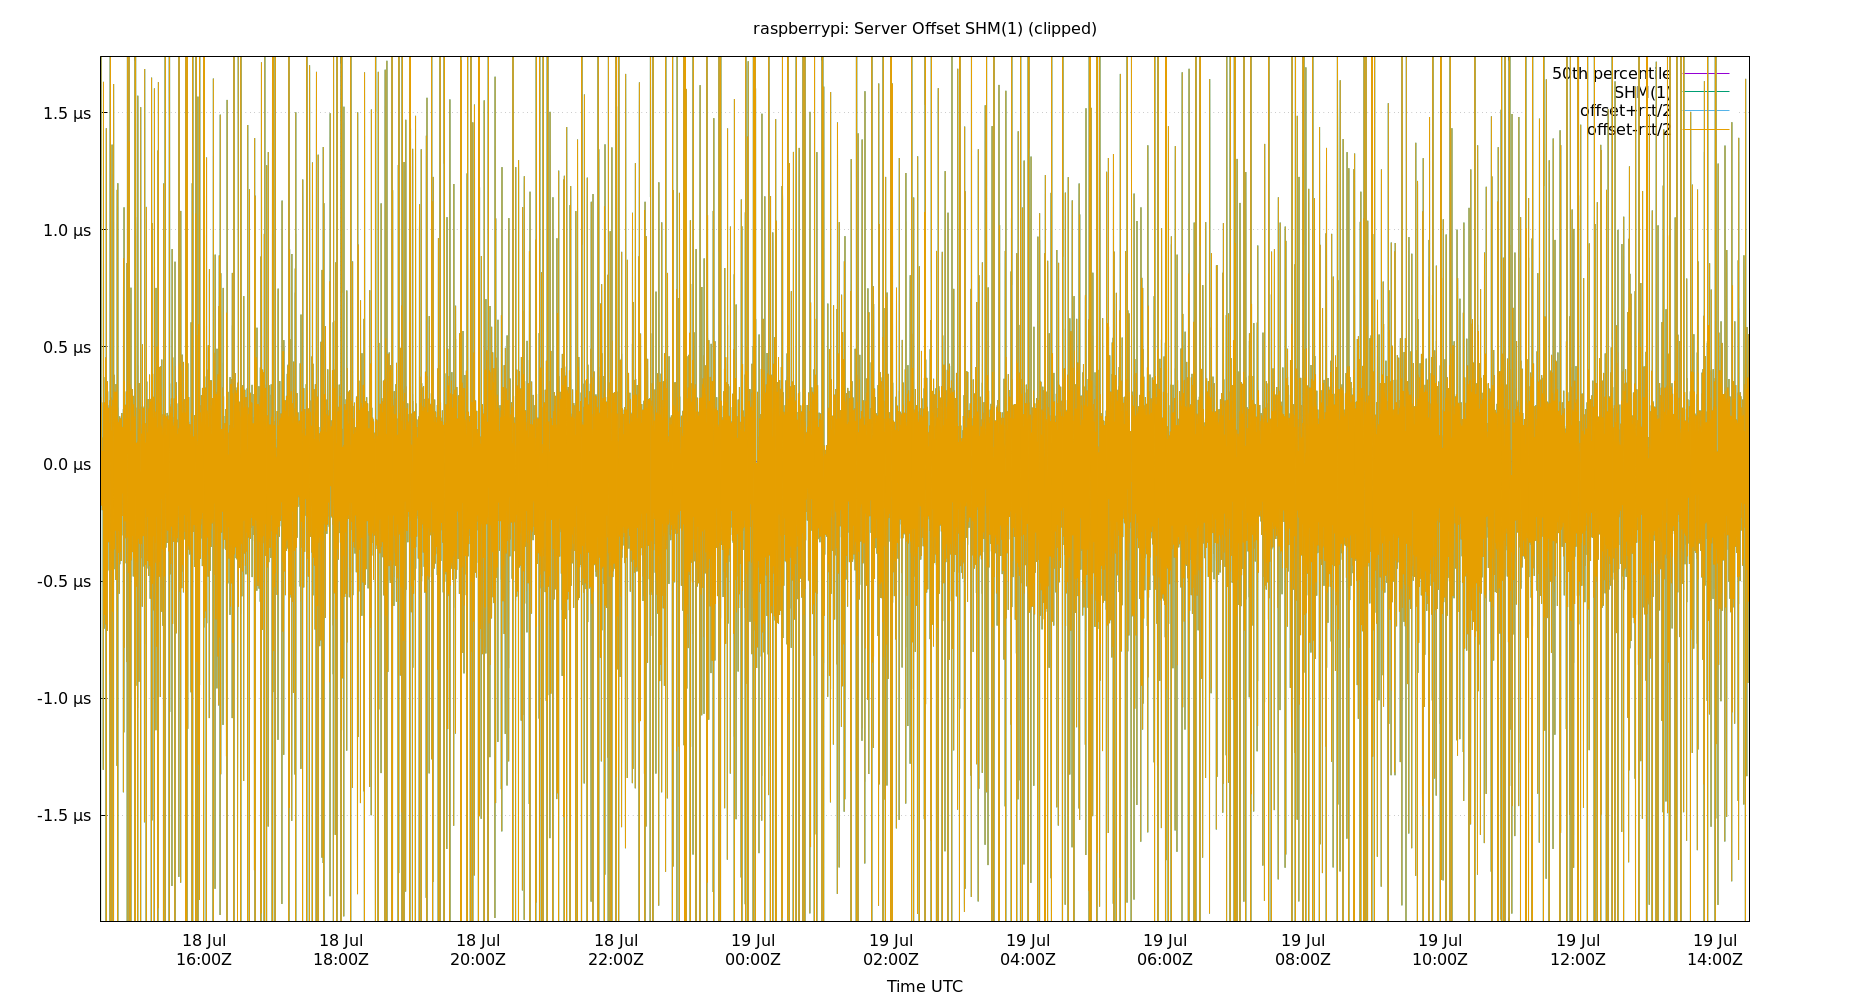 raspberrypi: Server Offset SHM(1) (clipped)
50th percentile
SHM(1)
offset+rtt/2
offset-rtt/2
1.5 µs
1.0 µs
0.5 µs
0.0 µs
-0.5 µs
-1.0 µs
-1.5 µs
18 Jul 18 Jul 18 Jul 18 Jul 19 Jul 19 Jul 19 Jul 19 Jul 19 Jul 19 Jul 19 Jul 19 Jul
16:00Z 18:00Z 20:00Z 22:00Z 00:00Z 02:00Z 04:00Z 06:00Z 08:00Z 10:00Z 12:00Z 14:00Z
Time UTC